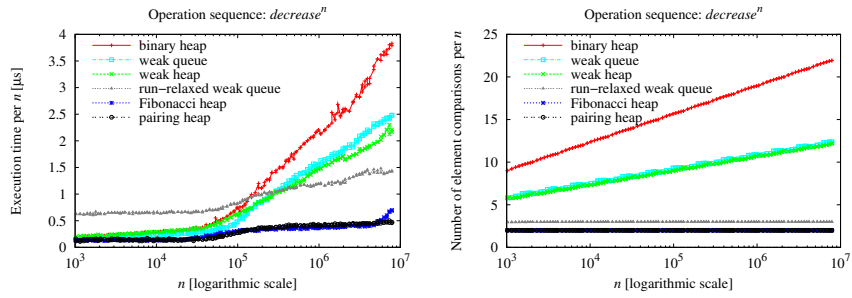 Operation sequence: decrease^n
Execution time per n [μs]
4
3.5
3
2.5
2
1.5
1
0.5
0
binary heap
weak queue
weak heap
run−relaxed weak queue
Fibonacci heap
pairing heap
10^3 10^4 10^5 10^6 10^7
n [logarithmic scale]
Operation sequence: decrease^n
Number of element comparisons per n
25
20
15
10
5
0
binary heap
weak queue
weak heap
run−relaxed weak queue
Fibonacci heap
pairing heap
10^3 10^4 10^5 10^6 10^7
n [logarithmic scale]